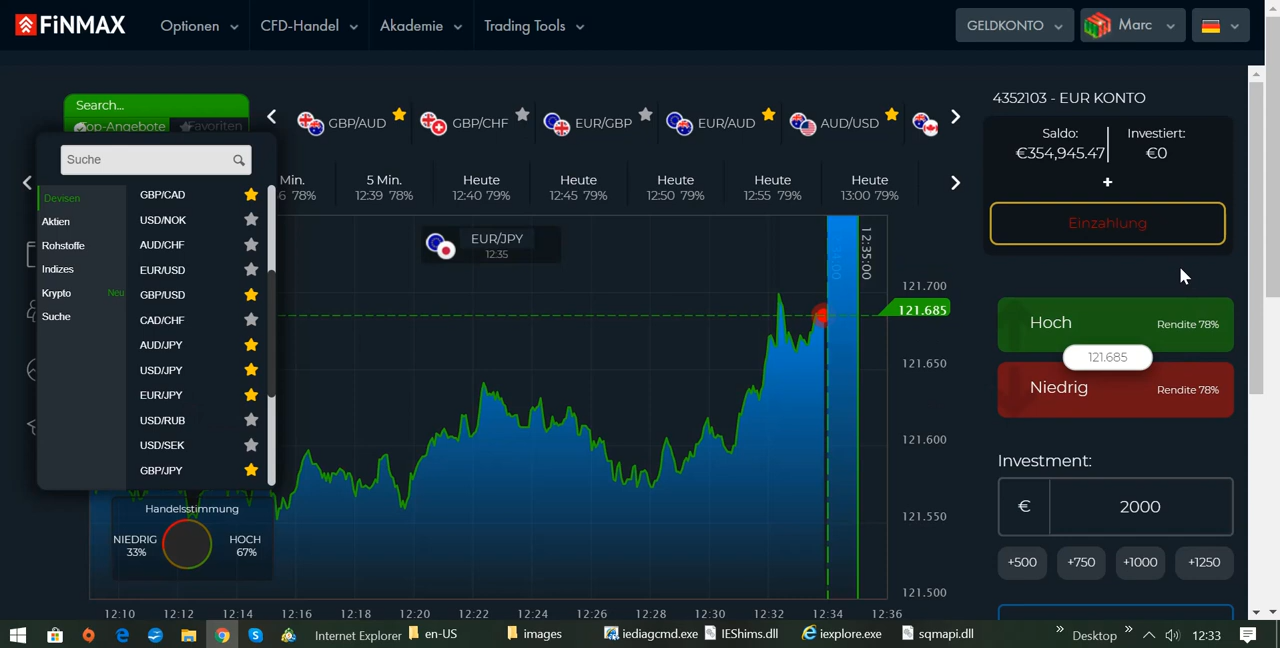 FiNMAX
Optionen
CFD-Handel
Akademie
Trading Tools
GELDKONTO
Marc
Search...
Top-Angebote
Favoriten
GBP/AUD
GBP/CHF
EUR/GBP
EUR/AUD
AUD/USD
Suche
Devisen
Aktien
Rohstoffe
Indizes
Krypto Neu
Suche
GBP/CAD
USD/NOK
AUD/CHF
EUR/USD
GBP/USD
CAD/CHF
AUD/JPY
USD/JPY
EUR/JPY
USD/RUB
USD/SEK
GBP/JPY
Min. 5 Min. Heute Heute Heute Heute Heute
78% 12:39 78% 12:40 79% 12:45 79% 12:50 79% 12:55 79% 13:00 79%
EUR/JPY
12:35
12:35:00
121.700
121.685
121.650
121.600
121.550
121.500
Handelsstimmung
NIEDRIG HOCH
33% 67%
12:10 12:12 12:14 12:16 12:18 12:20 12:22 12:24 12:26 12:28 12:30 12:32 12:34 12:36
4352103 - EUR KONTO
Saldo: Investiert:
€354,945.47 €0
+
Einzahlung
Hoch Rendite 78%
121.685
Niedrig Rendite 78%
Investment:
€ 2000
+500 +750 +1000 +1250
Internet Explorer en-US images iediagcmd.exe IEShims.dll iexplore.exe sqmapi.dll » Desktop » 12:33